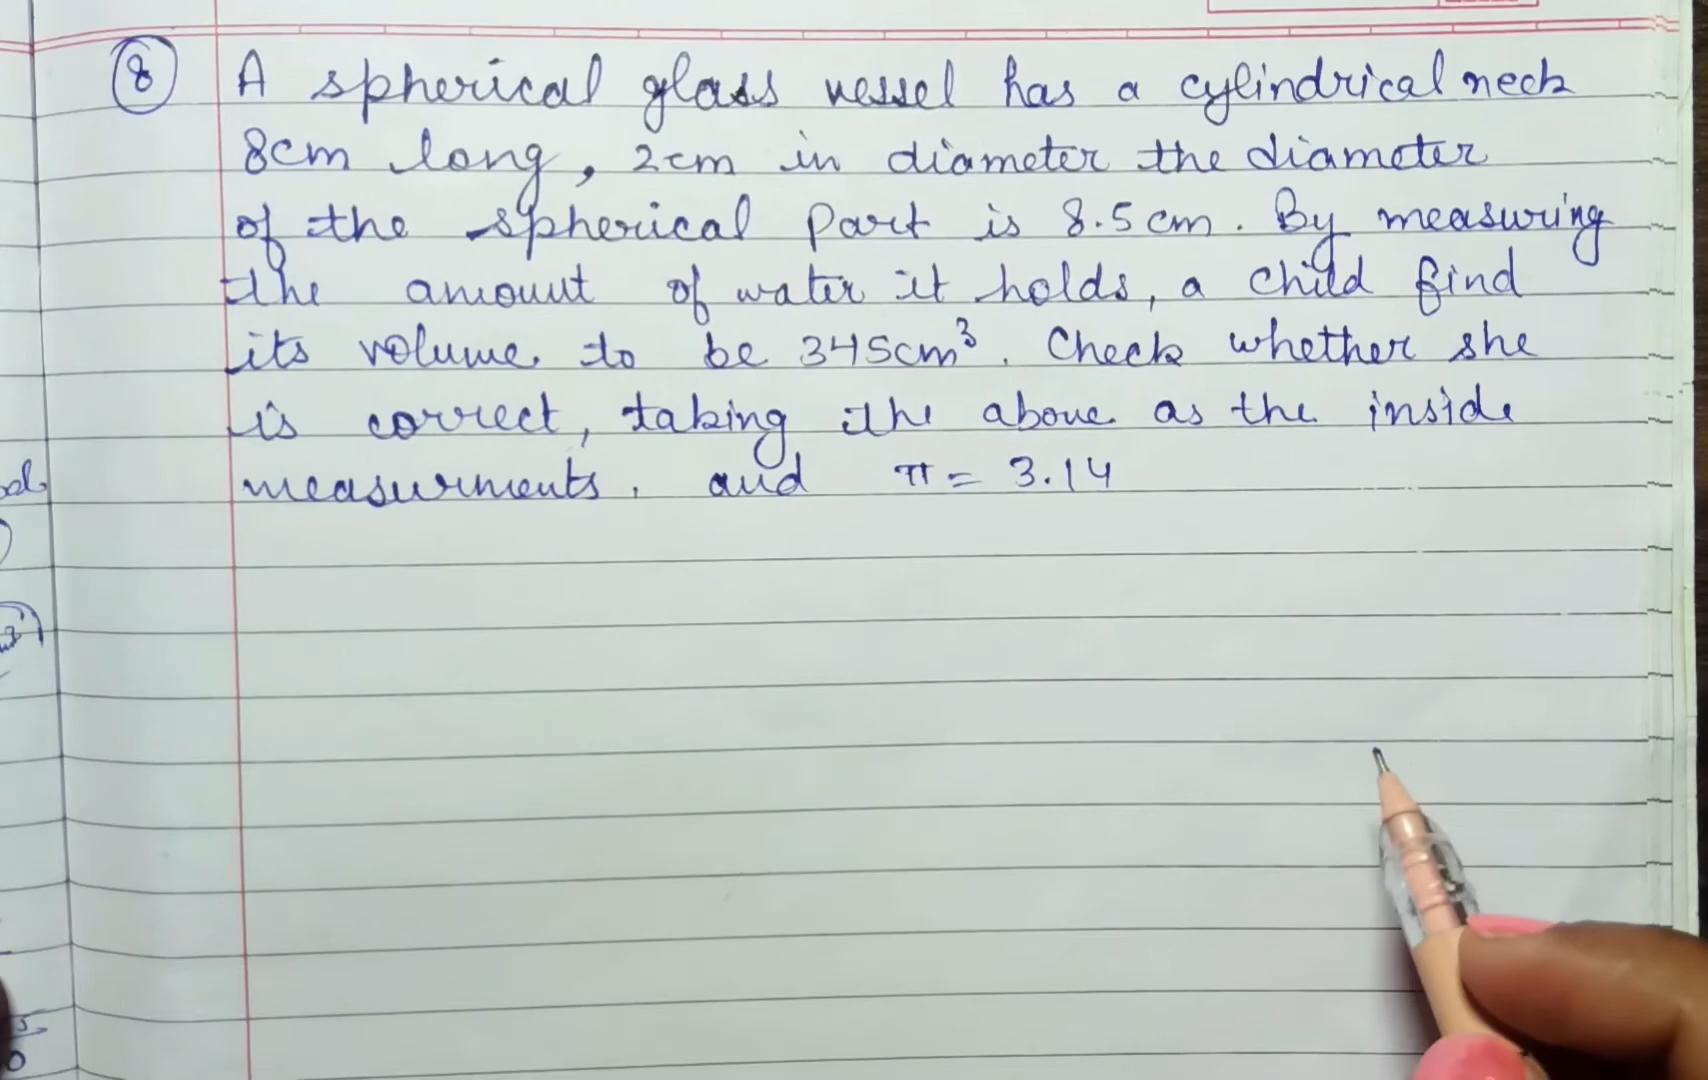 8 A spherical glass vessel has a cylindrical neck
8cm long, 2cm in diameter the diameter
of the spherical Part is 8.5cm. By measuring
the amount of water it holds, a child find
its volume to be 345cm³. Check whether she
is correct, taking the above as the inside
measurments. and π = 3.14